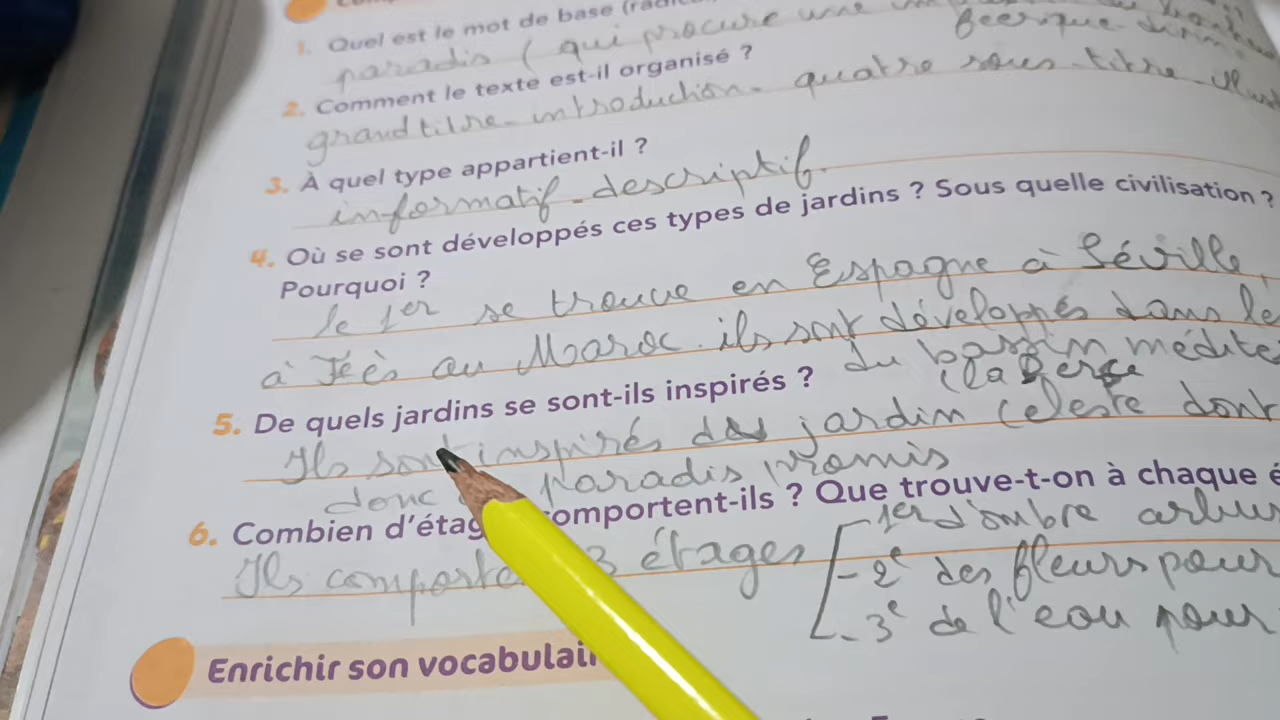 1. Quel est le mot de base
paradis ( qui procure une
2. Comment le texte est-il organisé ?
grand titre - introduction - quatre sous-titre -
3. À quel type appartient-il ?
informatif - descriptif.
4. Où se sont développés ces types de jardins ? Sous quelle civilisation ?
Pourquoi ?
le 1er se trouve en Espagne à Séville,
à Fès au Maroc. ils sont développés dans le
du bassin
5. De quels jardins se sont-ils inspirés ?
Ils sont inspirés des jardin celeste dont
donc paradis promis
6. Combien d'étag comportent-ils ? Que trouve-t-on à chaque
Ils 3 étages - 1er d'ombre
- 2e des fleurs pour
- 3e de l'eau pour
Enrichir son